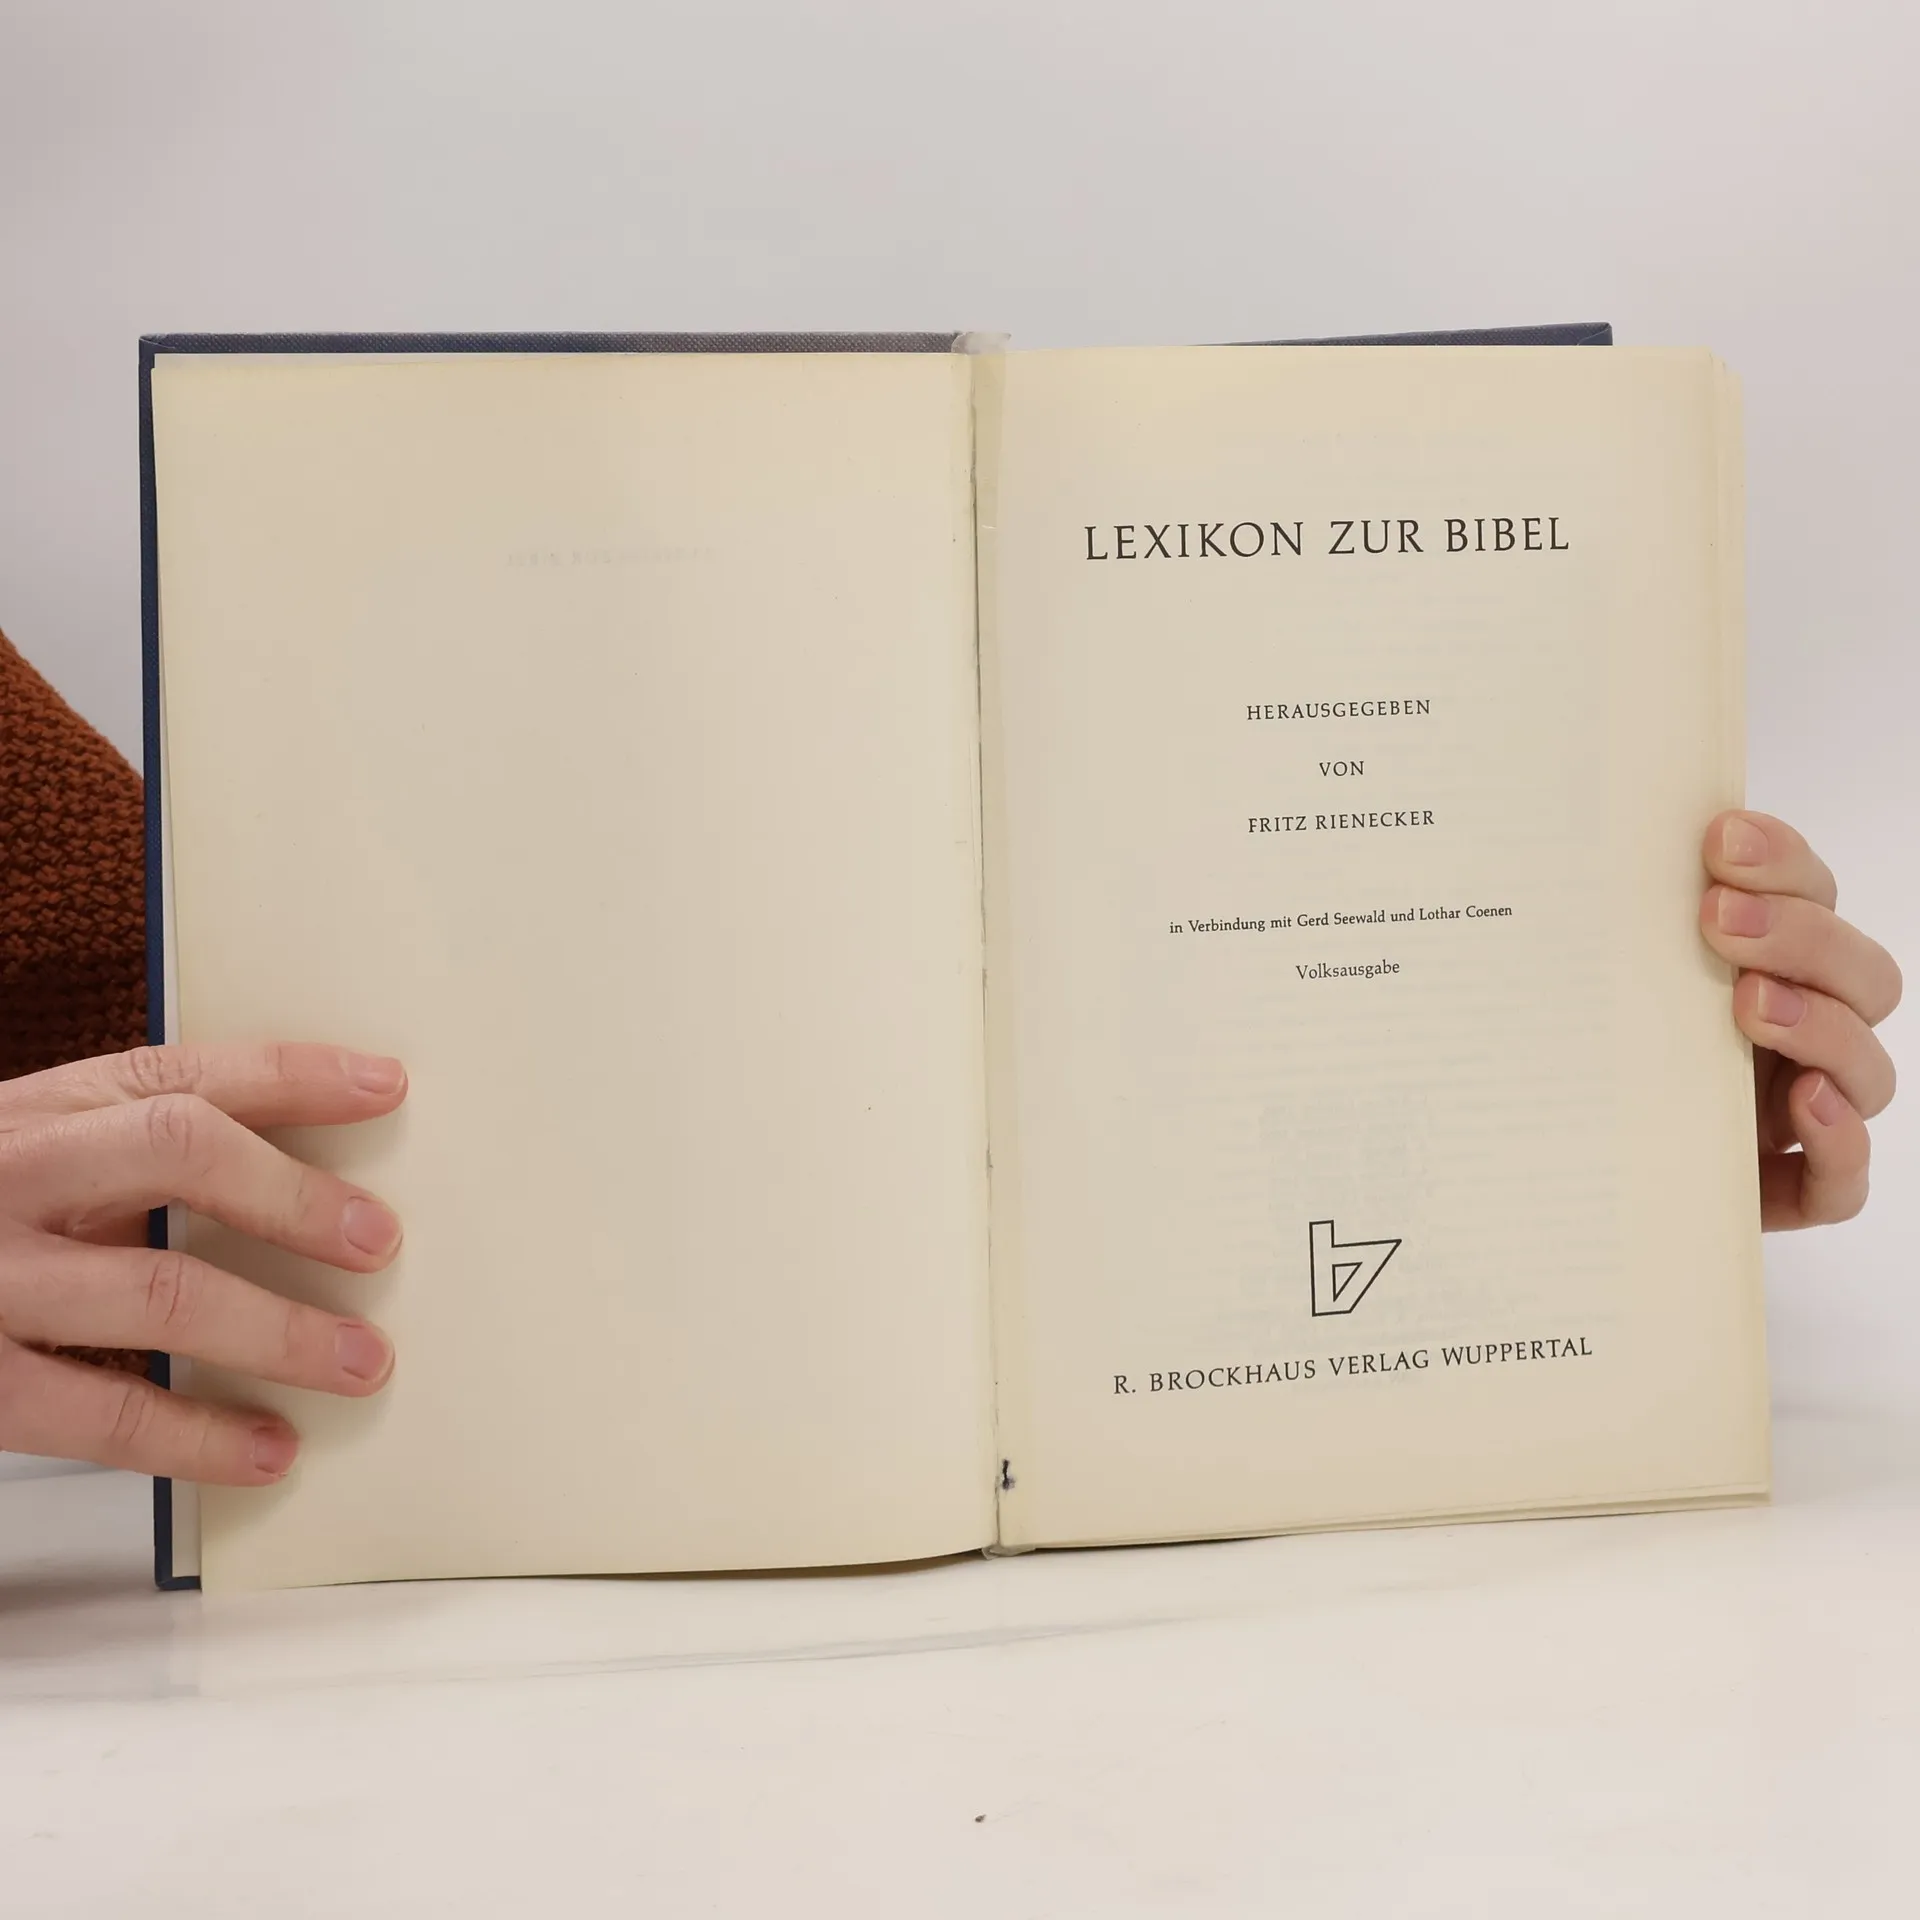 LEXIKON ZUR BIBEL
HERAUSGEGEBEN
VON
FRITZ RIENECKER
in Verbindung mit Gerd Seewald und Lothar Coenen
Volksausgabe
b
R. BROCKHAUS VERLAG WUPPERTAL